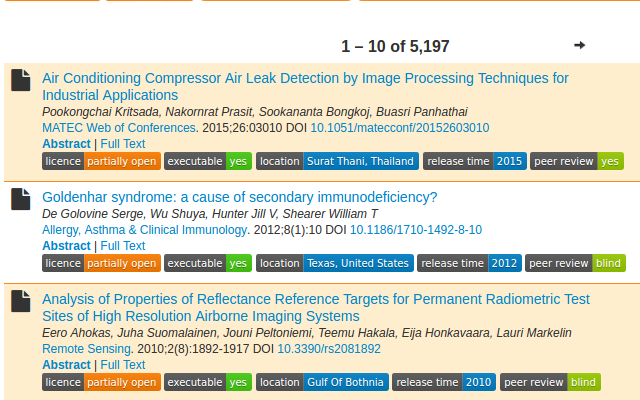 1 – 10 of 5,197
Air Conditioning Compressor Air Leak Detection by Image Processing Techniques for
Industrial Applications
Pookongchai Kritsada, Nakornrat Prasit, Sookananta Bongkoj, Buasri Panhathai
MATEC Web of Conferences. 2015;26:03010 DOI 10.1051/matecconf/20152603010
Abstract | Full Text
licence partially open executable yes location Surat Thani, Thailand release time 2015 peer review yes
Goldenhar syndrome: a cause of secondary immunodeficiency?
De Golovine Serge, Wu Shuya, Hunter Jill V, Shearer William T
Allergy, Asthma & Clinical Immunology. 2012;8(1):10 DOI 10.1186/1710-1492-8-10
Abstract | Full Text
licence partially open executable yes location Texas, United States release time 2012 peer review blind
Analysis of Properties of Reflectance Reference Targets for Permanent Radiometric Test
Sites of High Resolution Airborne Imaging Systems
Eero Ahokas, Juha Suomalainen, Jouni Peltoniemi, Teemu Hakala, Eija Honkavaara, Lauri Markelin
Remote Sensing. 2010;2(8):1892-1917 DOI 10.3390/rs2081892
Abstract | Full Text
licence partially open executable yes location Gulf Of Bothnia release time 2010 peer review blind